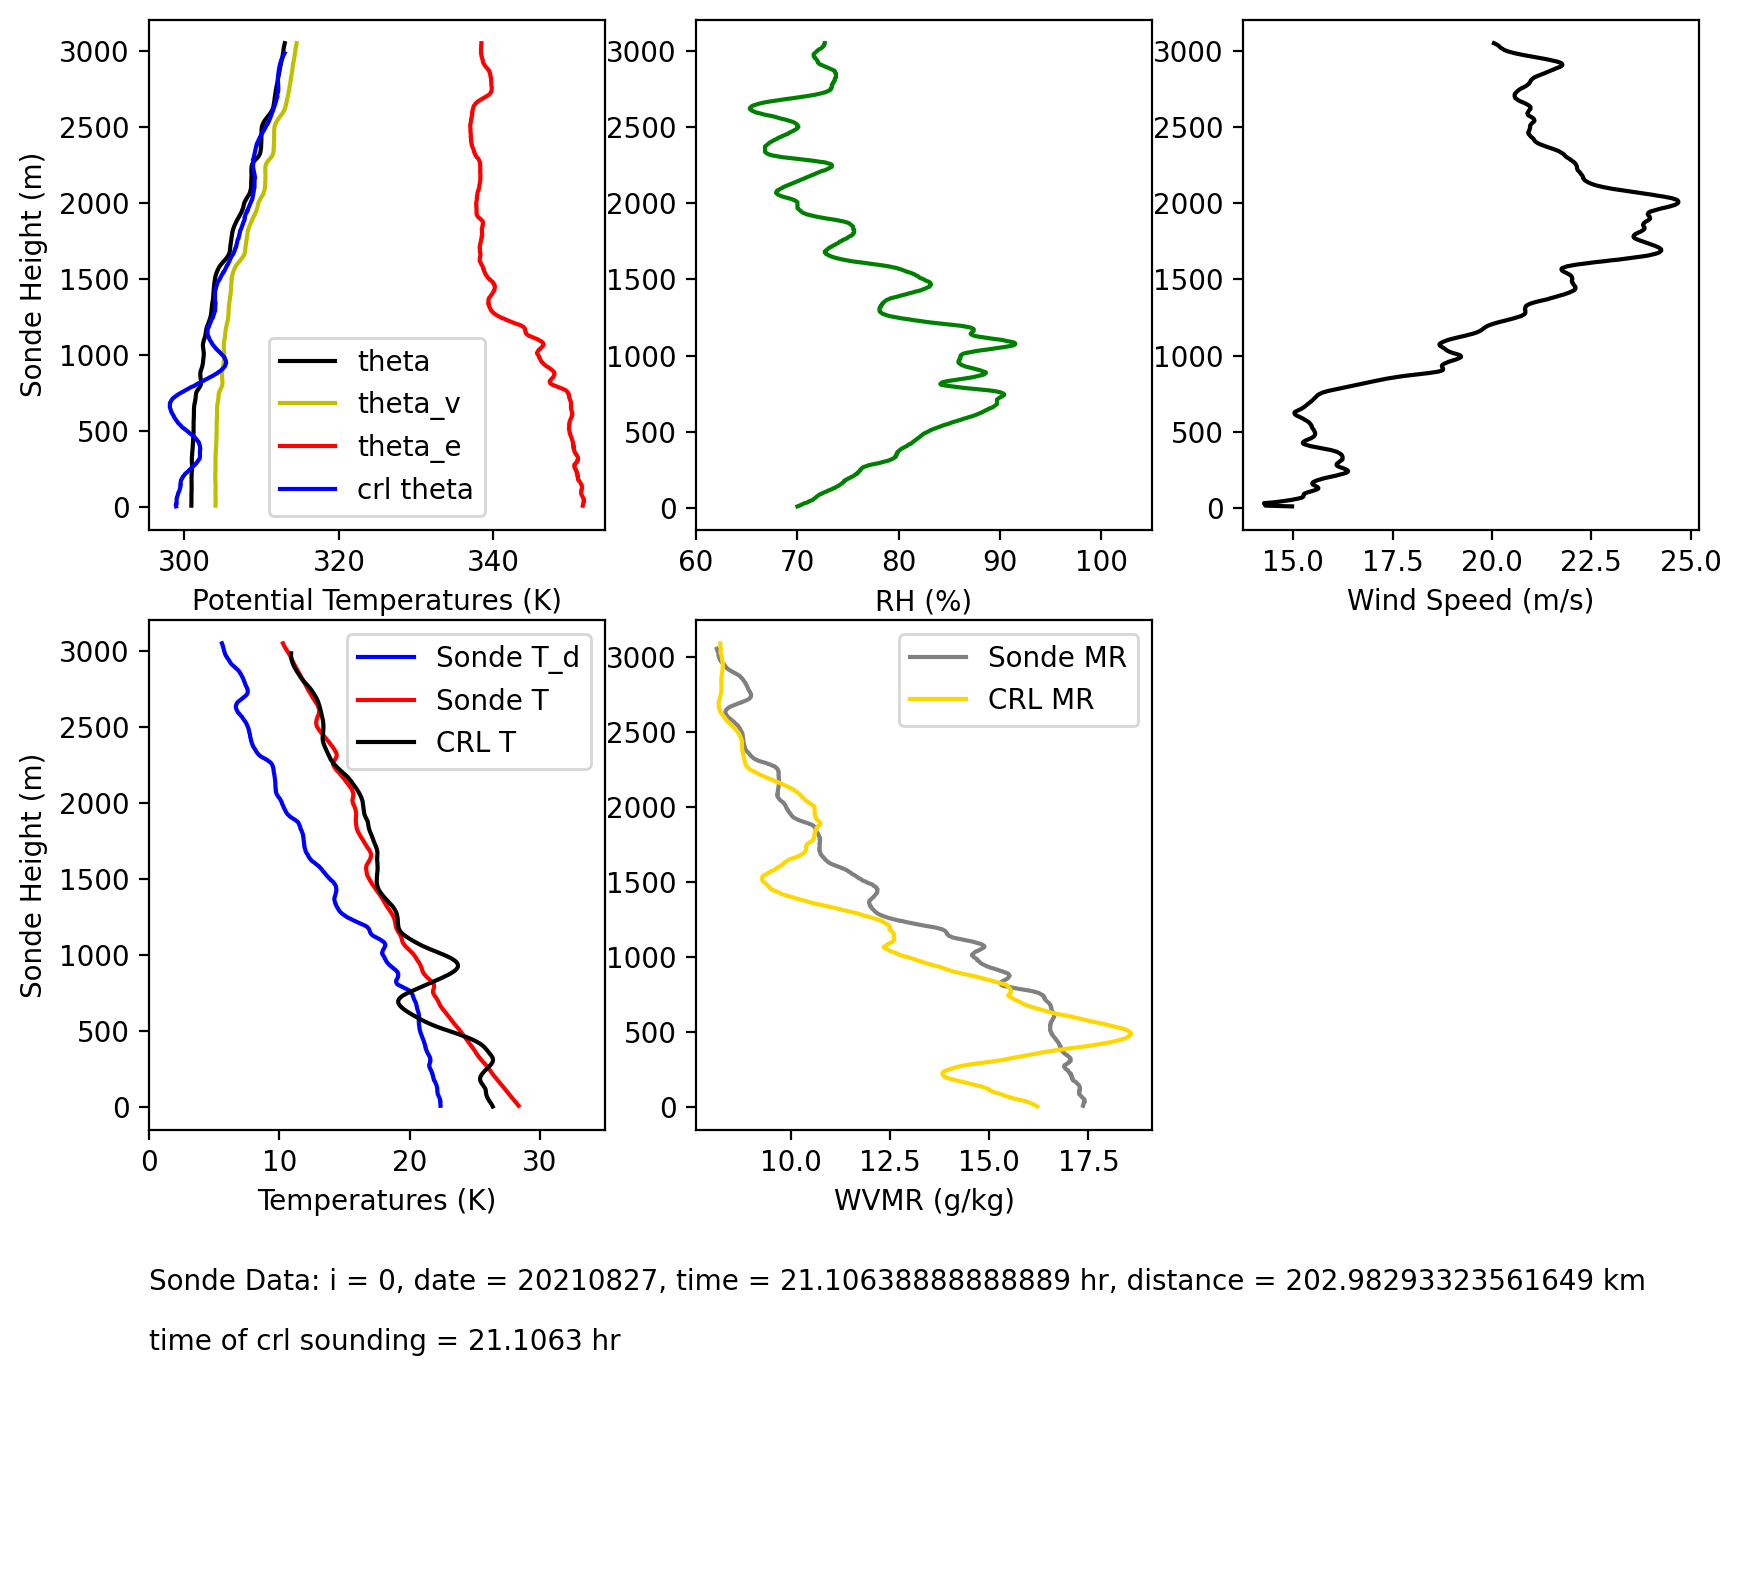 3000
2500
2000
1500
1000
500
0
Sonde Height (m)
300 320 340
Potential Temperatures (K)
theta
theta_v
theta_e
crl theta
3000
2500
2000
1500
1000
500
0
60 70 80 90 100
RH (%)
3000
2500
2000
1500
1000
500
0
15.0 17.5 20.0 22.5 25.0
Wind Speed (m/s)
3000
2500
2000
1500
1000
500
0
Sonde Height (m)
Sonde T_d
Sonde T
CRL T
0 10 20 30
Temperatures (K)
3000
2500
2000
1500
1000
500
0
Sonde MR
CRL MR
10.0 12.5 15.0 17.5
WVMR (g/kg)
Sonde Data: i = 0, date = 20210827, time = 21.10638888888889 hr, distance = 202.98293323561649 km
time of crl sounding = 21.1063 hr